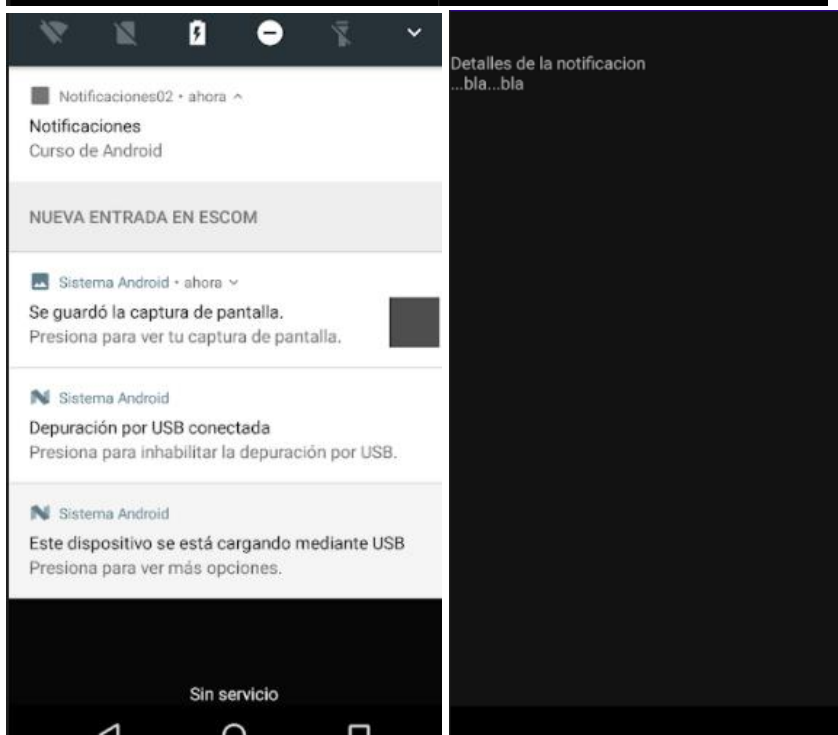 Notificaciones02 • ahora
Notificaciones
Curso de Android
NUEVA ENTRADA EN ESCOM
Sistema Android • ahora
Se guardó la captura de pantalla.
Presiona para ver tu captura de pantalla.
Sistema Android
Depuración por USB conectada
Presiona para inhabilitar la depuración por USB.
Sistema Android
Este dispositivo se está cargando mediante USB
Presiona para ver más opciones.
Sin servicio
Detalles de la notificacion
...bla...bla